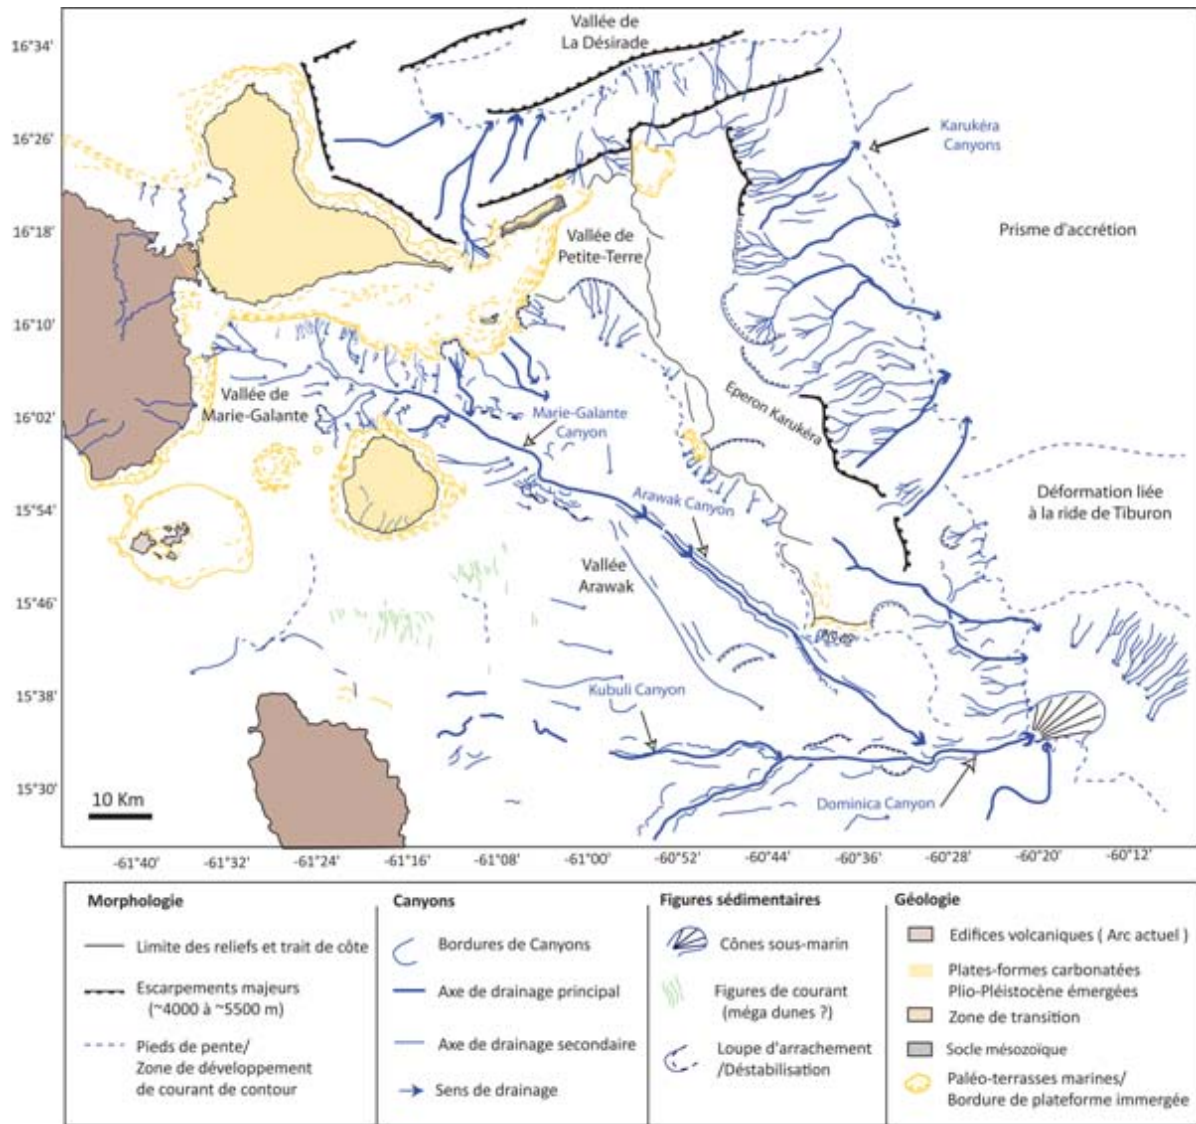 Vallée de
La Désirade
16°34'
16°26'
Karukéra
Canyons
16°18'
Vallée de
Petite-Terre
Prisme d'accrétion
16°10'
Vallée de
Marie-Galante
16°02'
Marie-Galante
Canyon
Eperon Karukéra
15°54'
Arawak Canyon
Déformation liée
à la ride de Tiburon
Vallée
Arawak
15°46'
15°38'
Kubuli Canyon
15°30'
10 Km
Dominica Canyon
-61°40'
-61°32'
-61°24'
-61°16'
-61°08'
-61°00'
-60°52'
-60°44'
-60°36'
-60°28'
-60°20'
-60°12'
Morphologie
Limite des reliefs et trait de côte
Escarpements majeurs
(~4000 à ~5500 m)
Pieds de pente/
Zone de développement
de courant de contour
Canyons
Bordures de Canyons
Axe de drainage principal
Axe de drainage secondaire
Sens de drainage
Figures sédimentaires
Cônes sous-marin
Figures de courant
(méga dunes ?)
Loupe d'arrachement
/Déstabilisation
Géologie
Edifices volcaniques ( Arc actuel )
Plates-formes carbonatées
Plio-Pléistocène émergées
Zone de transition
Socle mésozoïque
Paléo-terrasses marines/
Bordure de plateforme immergée